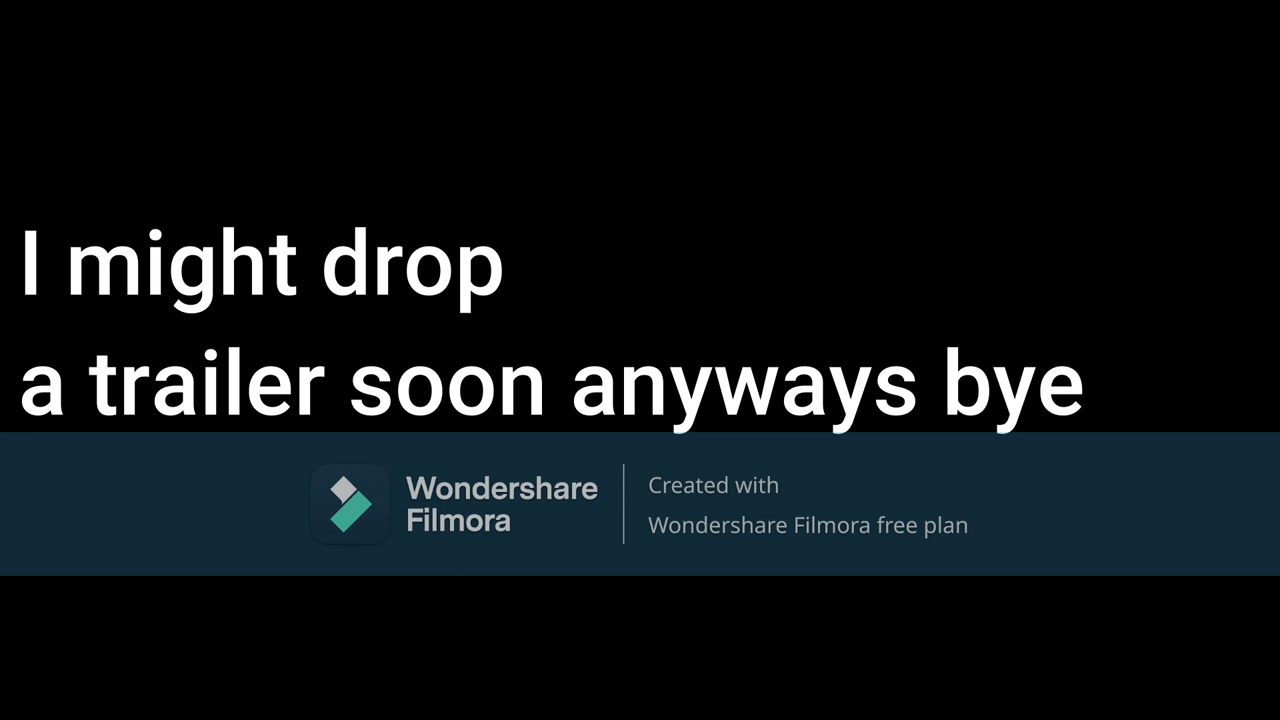 I might drop
a trailer soon anyways bye
Wondershare
Filmora
Created with
Wondershare Filmora free plan